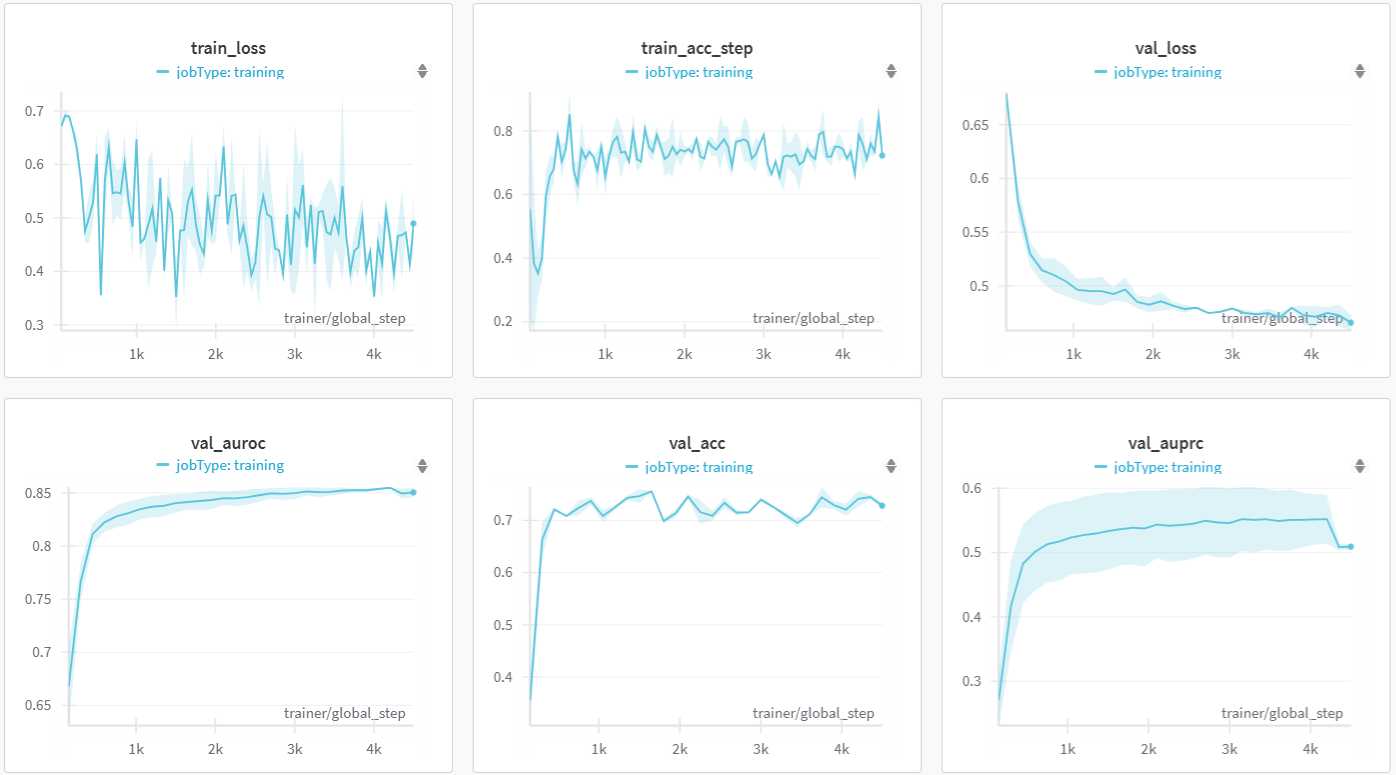 train_loss
jobType: training
0.7
0.6
0.5
0.4
0.3
trainer/global_step
1k 2k 3k 4k
train_acc_step
jobType: training
0.8
0.6
0.4
0.2
trainer/global_step
1k 2k 3k 4k
val_loss
jobType: training
0.65
0.6
0.55
0.5
trainer/global_step
1k 2k 3k 4k
val_auroc
jobType: training
0.85
0.8
0.75
0.7
0.65
trainer/global_step
1k 2k 3k 4k
val_acc
jobType: training
0.7
0.6
0.5
0.4
trainer/global_step
1k 2k 3k 4k
val_auprc
jobType: training
0.6
0.5
0.4
0.3
trainer/global_step
1k 2k 3k 4k